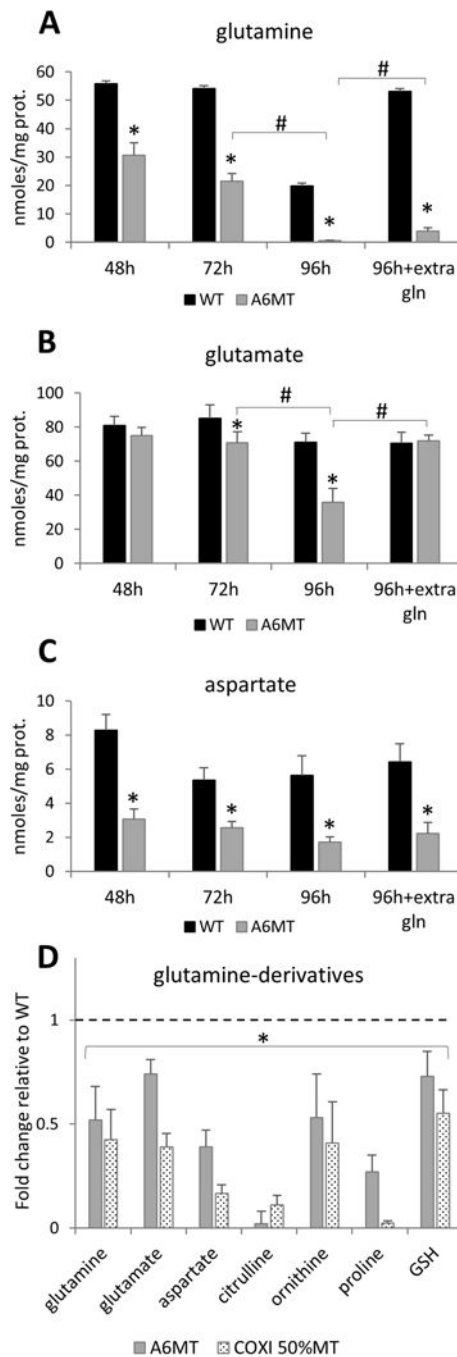 A
glutamine
nmoles/mg prot.
60
50
40
30
20
10
0
*
*
#
*
#
*
48h
72h
96h
96h+extra
gln
WT
A6MT
B
glutamate
nmoles/mg prot.
100
80
60
40
20
0
*
#
*
#
48h
72h
96h
96h+extra
gln
WT
A6MT
C
aspartate
nmoles/mg prot.
8
6
4
2
0
*
*
*
*
48h
72h
96h
96h+extra
gln
WT
A6MT
D
glutamine-derivatives
Fold change relative to WT
1
0.5
0
*
glutamine
glutamate
aspartate
citrulline
ornithine
proline
GSH
A6MT
COXI 50%MT